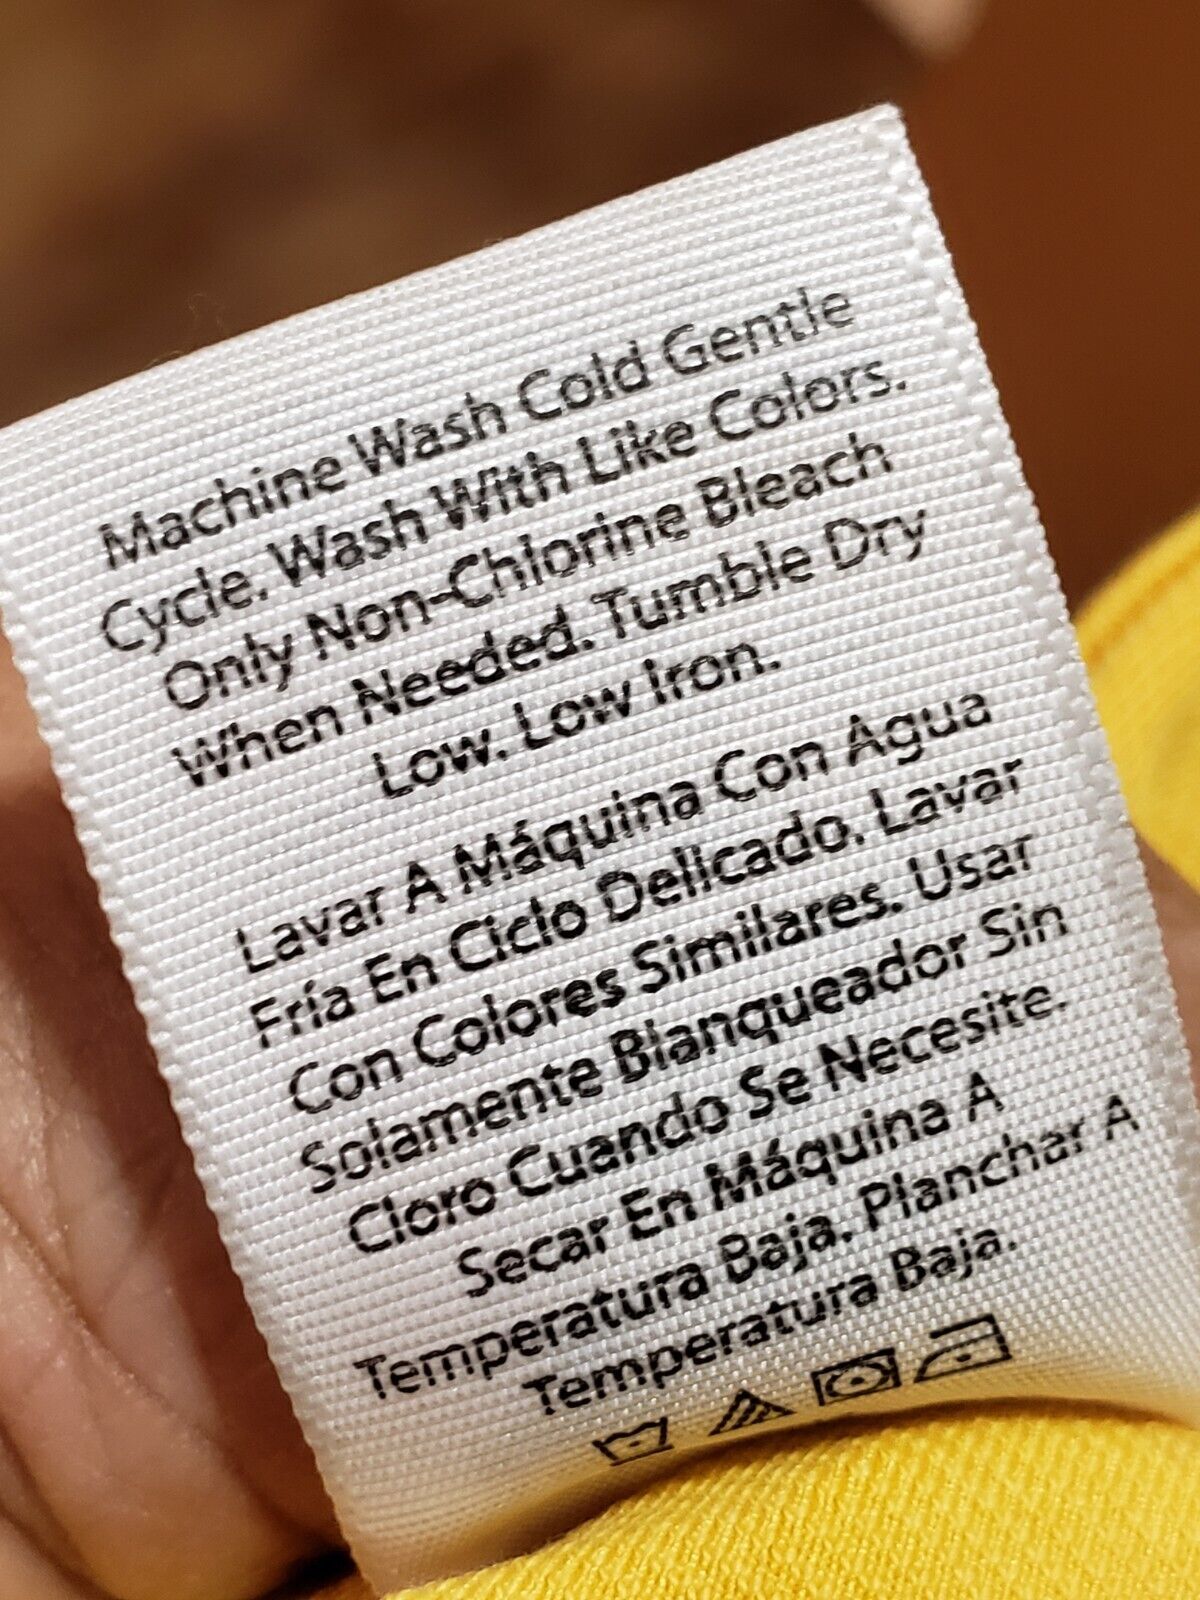 Machine Wash Cold Gentle
Cycle. Wash With Like Colors.
Only Non-Chlorine Bleach
When Needed. Tumble Dry
Low. Low Iron.
Lavar A Máquina Con Agua
Fría En Ciclo Delicado. Lavar
Con Colores Similares. Usar
Solamente Blanqueador Sin
Cloro Cuando Se Necesite.
Secar En Máquina A
Temperatura Baja. Planchar A
Temperatura Baja.